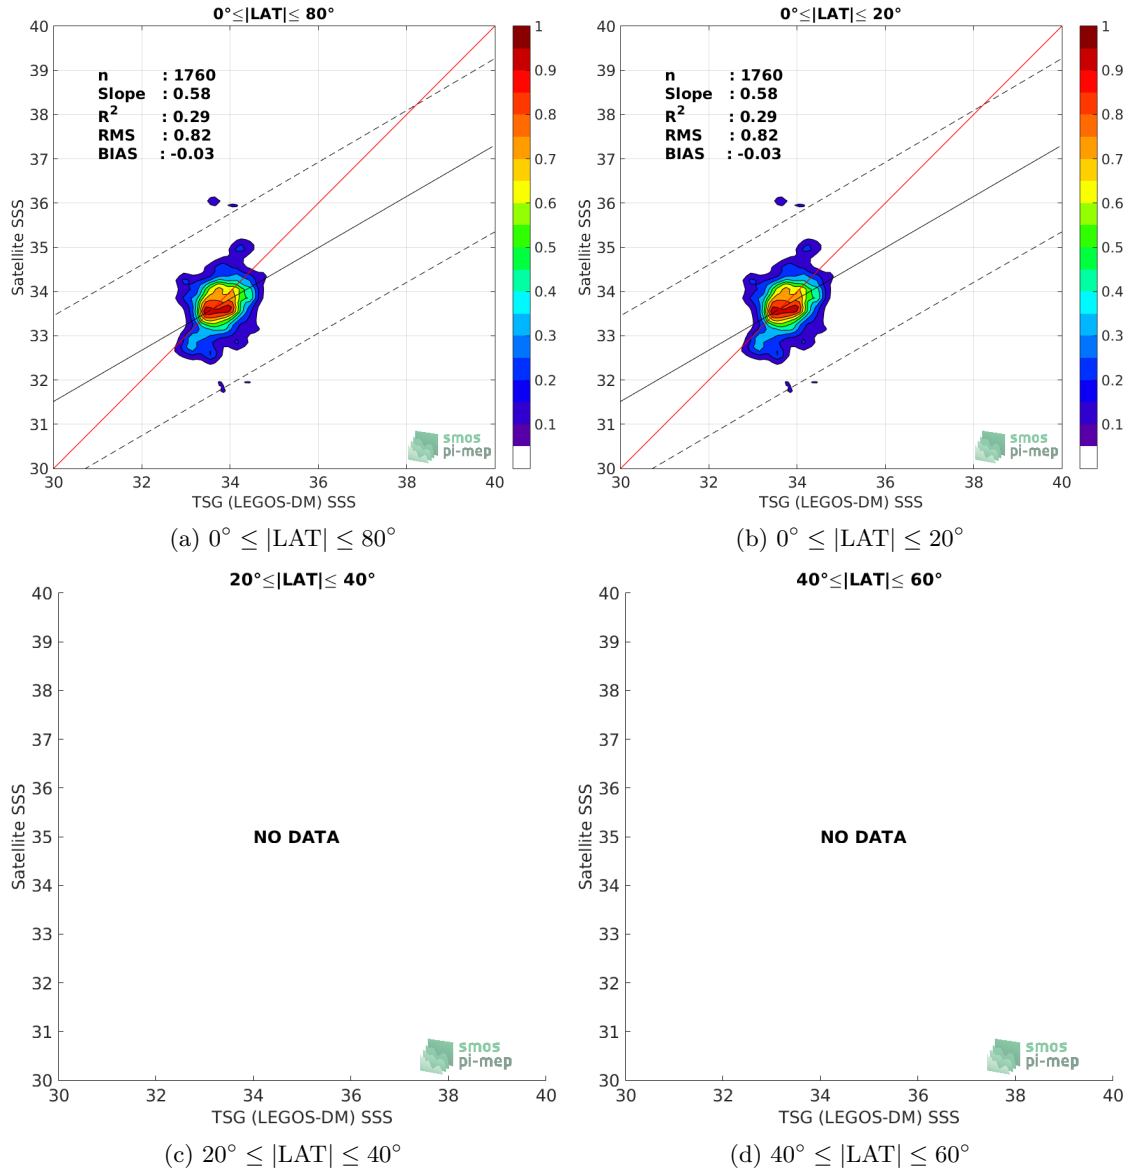 0°≤|LAT|≤ 80°
40
39
38
37
36
35
34
33
32
31
30
Satellite SSS
n : 1760
Slope : 0.58
R² : 0.29
RMS : 0.82
BIAS : -0.03
smos
pi-mep
30 32 34 36 38 40
TSG (LEGOS-DM) SSS
1
0.9
0.8
0.7
0.6
0.5
0.4
0.3
0.2
0.1
(a) 0° ≤ |LAT| ≤ 80°
0°≤|LAT|≤ 20°
40
39
38
37
36
35
34
33
32
31
30
Satellite SSS
n : 1760
Slope : 0.58
R² : 0.29
RMS : 0.82
BIAS : -0.03
smos
pi-mep
30 32 34 36 38 40
TSG (LEGOS-DM) SSS
1
0.9
0.8
0.7
0.6
0.5
0.4
0.3
0.2
0.1
(b) 0° ≤ |LAT| ≤ 20°
20°≤|LAT|≤ 40°
40
39
38
37
36
35
34
33
32
31
30
Satellite SSS
NO DATA
smos
pi-mep
30 32 34 36 38 40
TSG (LEGOS-DM) SSS
(c) 20° ≤ |LAT| ≤ 40°
40°≤|LAT|≤ 60°
40
39
38
37
36
35
34
33
32
31
30
Satellite SSS
NO DATA
smos
pi-mep
30 32 34 36 38 40
TSG (LEGOS-DM) SSS
(d) 40° ≤ |LAT| ≤ 60°